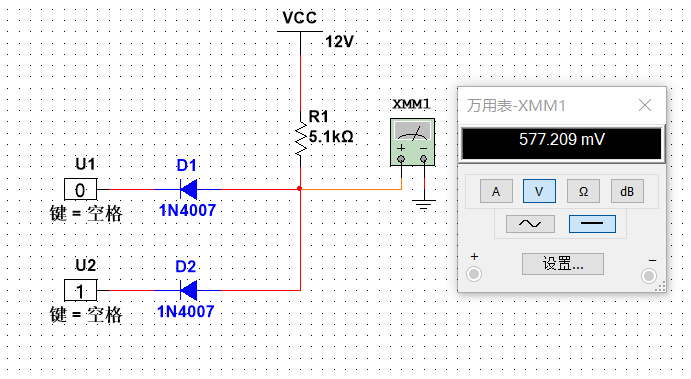 VCC
12V
R1
5.1kΩ
XMM1
+ −
U1
0
键 = 空格
D1
1N4007
U2
1
键 = 空格
D2
1N4007
万用表-XMM1
577.209 mV
A V Ω dB
设置...
+ −